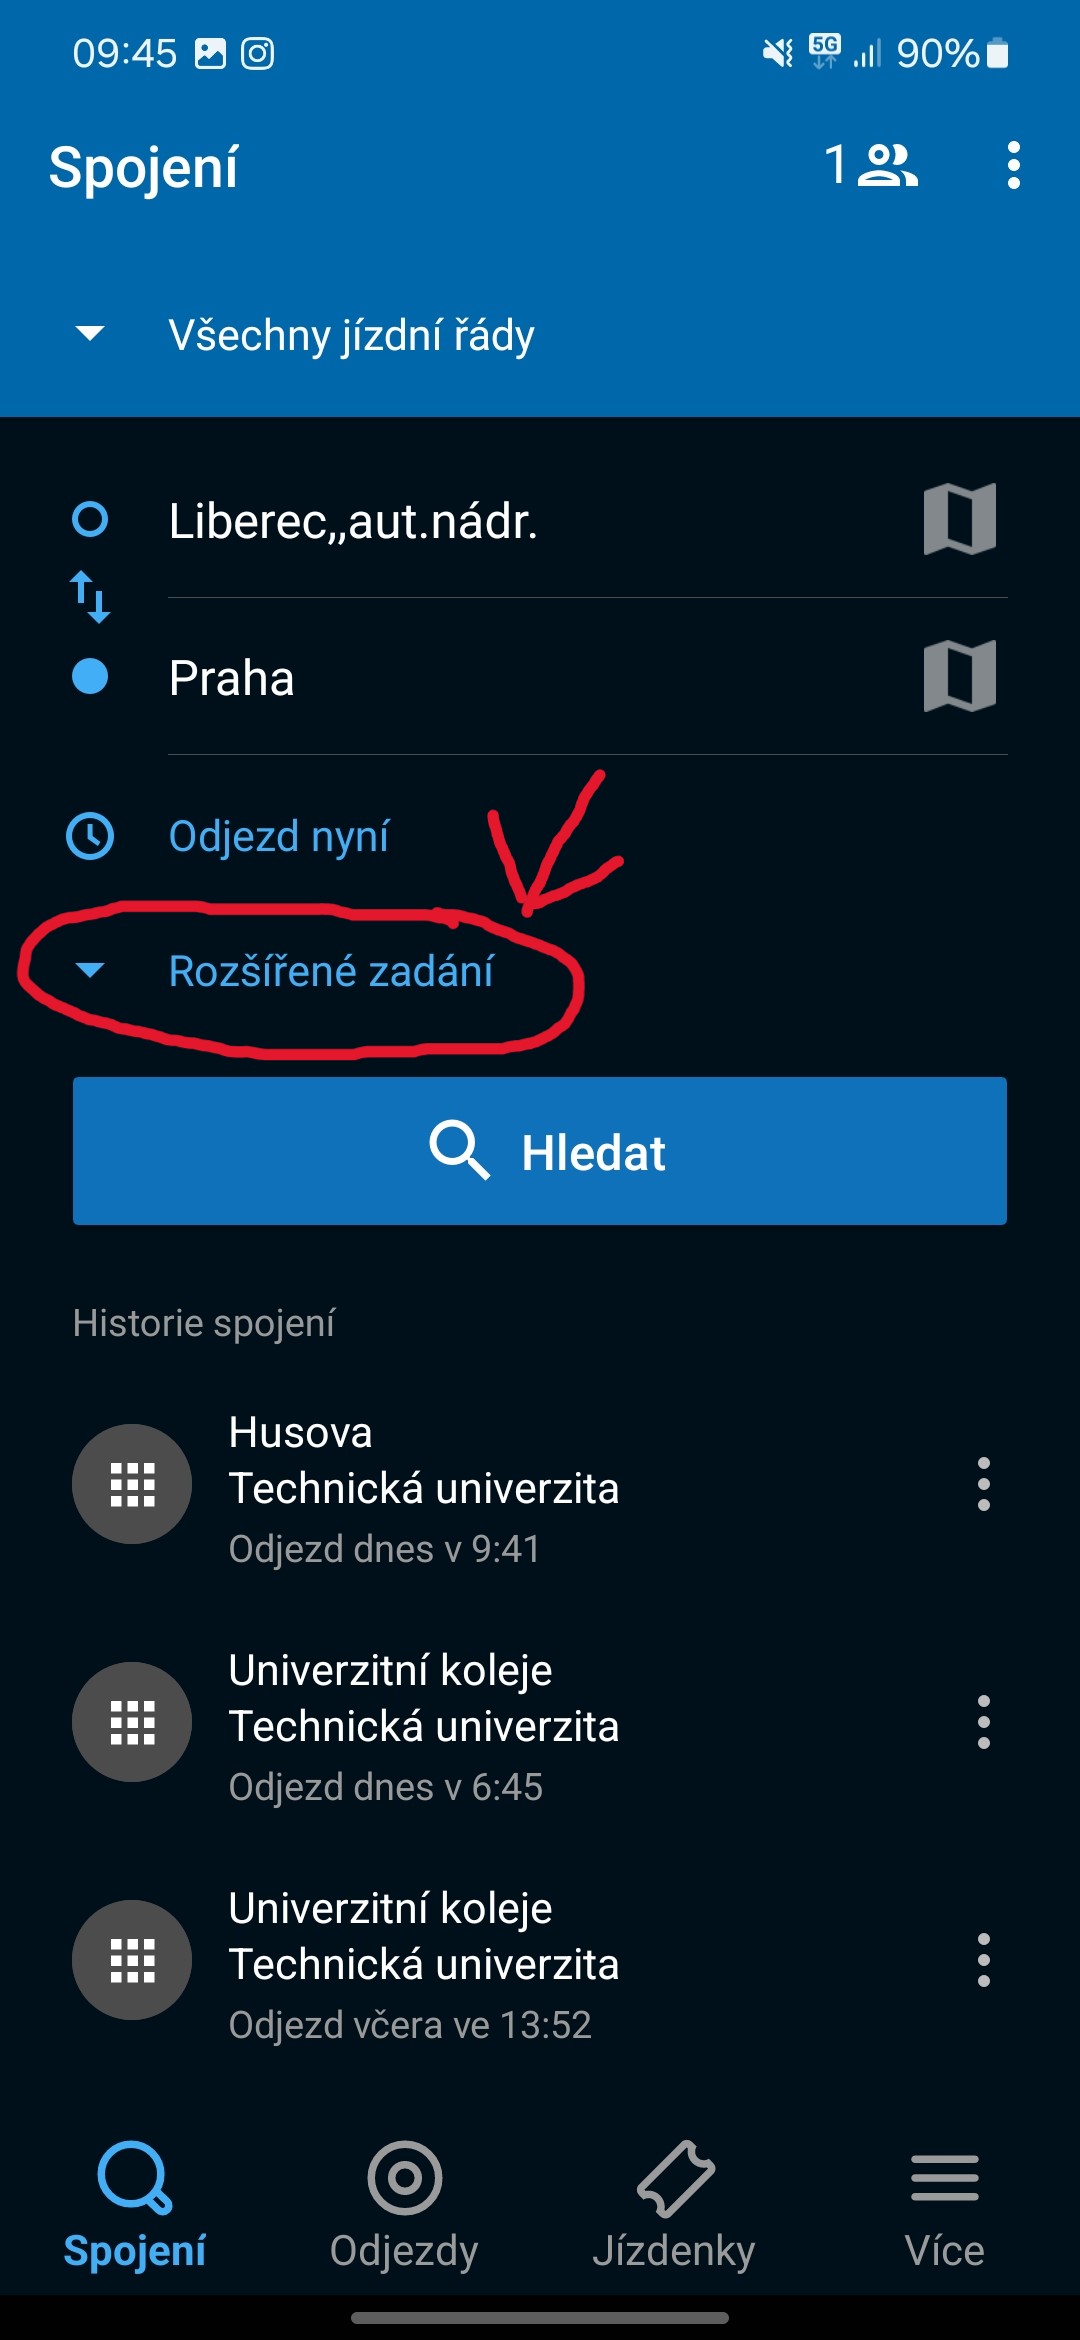 09:45
5G
90%
Spojení
1
Všechny jízdní řády
Liberec,,aut.nádr.
Praha
Odjezd nyní
Rozšířené zadání
Hledat
Historie spojení
Husova
Technická univerzita
Odjezd dnes v 9:41
Univerzitní koleje
Technická univerzita
Odjezd dnes v 6:45
Univerzitní koleje
Technická univerzita
Odjezd včera ve 13:52
Spojení
Odjezdy
Jízdenky
Více